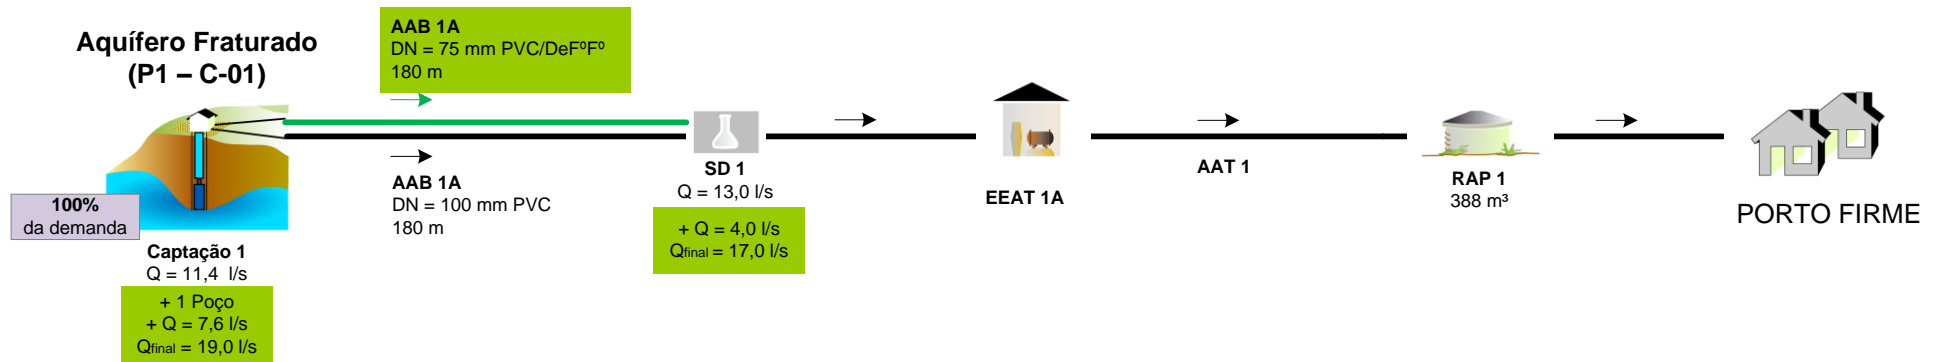 Aquífero Fraturado
(P1 – C-01)
AAB 1A
DN = 75 mm PVC/DeFºFº
180 m
100%
da demanda
Captação 1
Q = 11,4 l/s
+ 1 Poço
+ Q = 7,6 l/s
Qfinal = 19,0 l/s
AAB 1A
DN = 100 mm PVC
180 m
SD 1
Q = 13,0 l/s
+ Q = 4,0 l/s
Qfinal = 17,0 l/s
EEAT 1A
AAT 1
RAP 1
388 m³
PORTO FIRME